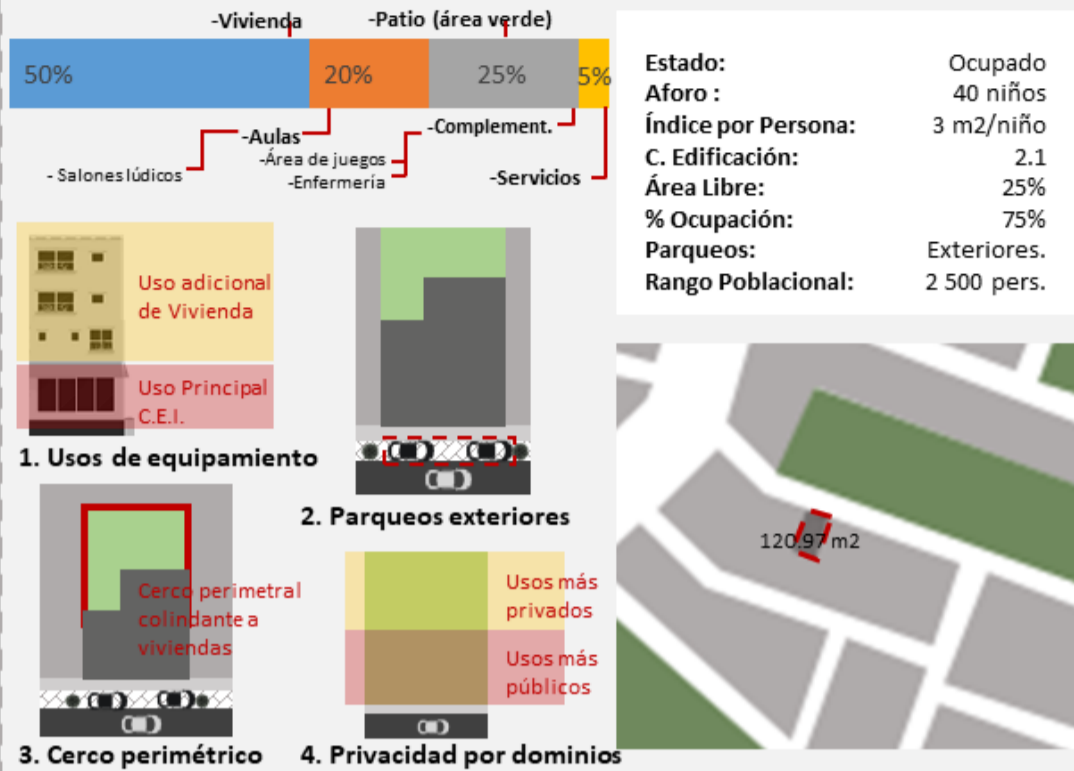 -Vivienda
-Patio (área verde)
50%
20%
25%
5%
-Aulas
-Complement.
- Salones lúdicos
-Área de juegos
-Enfermería
-Servicios
Estado: Ocupado
Aforo : 40 niños
Índice por Persona: 3 m2/niño
C. Edificación: 2.1
Área Libre: 25%
% Ocupación: 75%
Parqueos: Exteriores.
Rango Poblacional: 2 500 pers.
Uso adicional
de Vivienda
Uso Principal
C.E.I.
1. Usos de equipamiento
2. Parqueos exteriores
Cerco perimetral
colindante a
viviendas
3. Cerco perimétrico
Usos más
privados
Usos más
públicos
4. Privacidad por dominios
120.97 m2